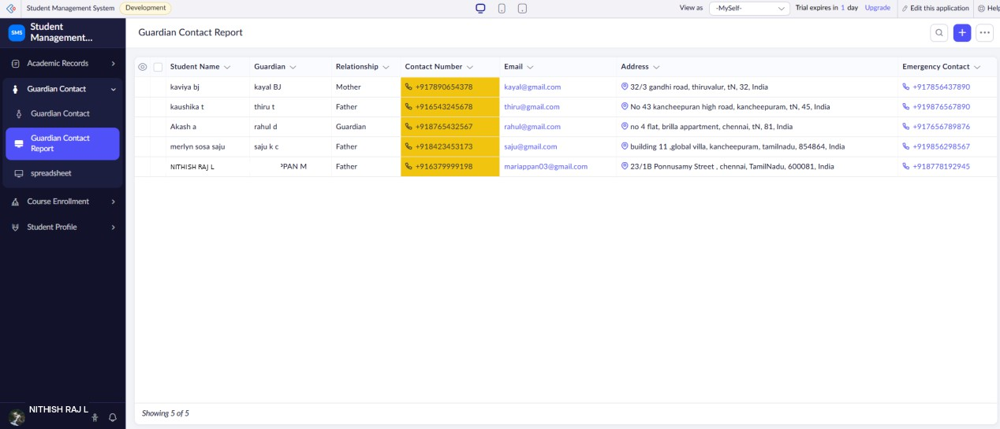 Student Management System Development View as -MySelf- Trial expires in 1 day Upgrade Edit this application Help
SMS Student Management...
Guardian Contact Report
Academic Records
Guardian Contact
Guardian Contact
Guardian Contact Report
spreadsheet
Course Enrollment
Student Profile
NITHISH RAJ L
Student Name Guardian Relationship Contact Number Email Address Emergency Contact
kaviya bj kayal BJ Mother +917890654378 kayal@gmail.com 32/3 gandhi road, thiruvalur, tN, 32, India +917856437890
kaushika t thiru t Father +916543245678 thiru@gmail.com No 43 kancheepuran high road, kancheepuram, tN, 45, India +919876567890
Akash a rahul d Guardian +918765432567 rahul@gmail.com no 4 flat, brilla appartment, chennai, tN, 81, India +917656789876
merlyn sosa saju saju k c Father +918423453173 saju@gmail.com building 11 ,global villa, kancheepuram, tamilnadu, 854864, India +919856298567
NITHISH RAJ L PPAN M Father +916379999198 mariappan03@gmail.com 23/1B Ponnusamy Street , chennai, TamilNadu, 600081, India +918778192945
Showing 5 of 5